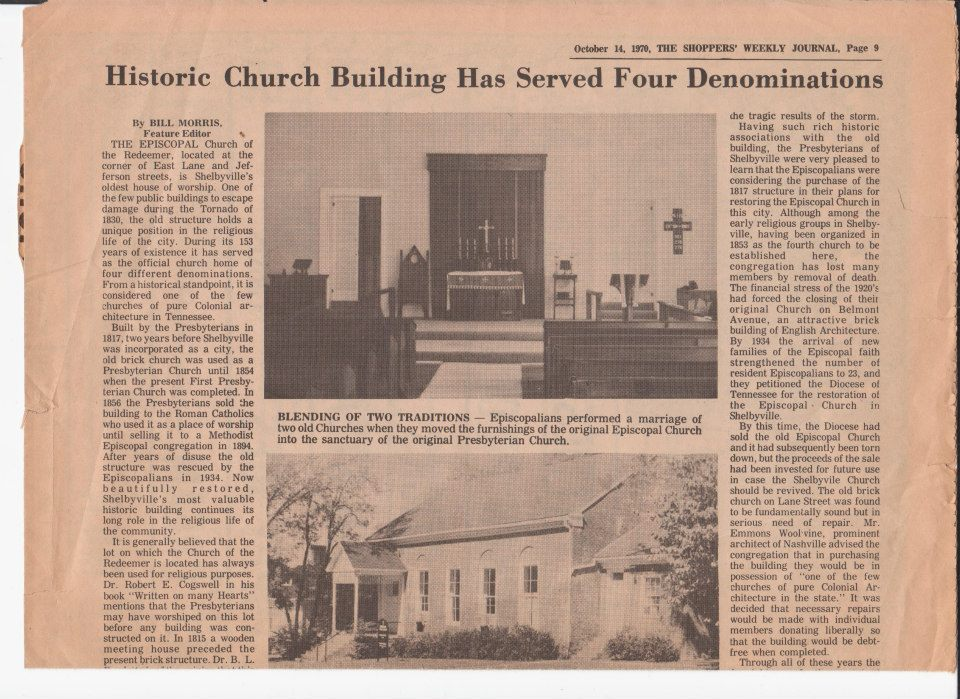 October 14, 1970, THE SHOPPERS' WEEKLY JOURNAL, Page 9
Historic Church Building Has Served Four Denominations
By BILL MORRIS,
Feature Editor
THE EPISCOPAL Church of
the Redeemer, located at the
corner of East Lane and Jef-
ferson streets, is Shelbyville's
oldest house of worship. One of
the few public buildings to escape
damage during the Tornado of
1830, the old structure holds a
unique position in the religious
life of the city. During its 153
years of existence it has served
as the official church home of
four different denominations.
From a historical standpoint, it is
considered one of the few
churches of pure Colonial ar-
chitecture in Tennessee.
Built by the Presbyterians in
1817, two years before Shelbyville
was incorporated as a city, the
old brick church was used as a
Presbyterian Church until 1854
when the present First Presby-
terian Church was completed. In
1856 the Presbyterians sold the
building to the Roman Catholics
who used it as a place of worship
until selling it to a Methodist
Episcopal congregation in 1894.
After years of disuse the old
structure was rescued by the
Episcopalians in 1934. Now
beautifully restored,
Shelbyville's most valuable
historic building continues its
long role in the religious life of
the community.
It is generally believed that the
lot on which the Church of the
Redeemer is located has always
been used for religious purposes.
Dr. Robert E. Cogswell in his
book "Written on many Hearts"
mentions that the Presbyterians
may have worshiped on this lot
before any building was con-
structed on it. In 1815 a wooden
meeting house preceded the
present brick structure. Dr. B. L.
BLENDING OF TWO TRADITIONS — Episcopalians performed a marriage of
two old Churches when they moved the furnishings of the original Episcopal Church
into the sanctuary of the original Presbyterian Church.
the tragic results of the storm.
Having such rich historic
associations with the old
building, the Presbyterians of
Shelbyville were very pleased to
learn that the Episcopalians were
considering the purchase of the
1817 structure in their plans for
restoring the Episcopal Church in
this city. Although among the
early religious groups in Shelby-
ville, having been organized in
1853 as the fourth church to be
established here, the
congregation has lost many
members by removal of death.
The financial stress of the 1920's
had forced the closing of their
original Church on Belmont
Avenue, an attractive brick
building of English Architecture.
By 1934 the arrival of new
families of the Episcopal faith
strengthened the number of
resident Episcopalians to 23, and
they petitioned the Diocese of
Tennessee for the restoration of
the Episcopal Church in
Shelbyville.
By this time, the Diocese had
sold the old Episcopal Church
and it had subsequently been torn
down, but the proceeds of the sale
had been invested for future use
in case the Shelbyvile Church
should be revived. The old brick
church on Lane Street was found
to be fundamentally sound but in
serious need of repair. Mr.
Emmons Wool-vine, prominent
architect of Nashville advised the
congregation that in purchasing
the building they would be in
possession of "one of the few
churches of pure Colonial Ar-
chitecture in the state." It was
decided that necessary repairs
would be made with individual
members donating liberally so
that the building would be debt-
free when completed.
Through all of these years the